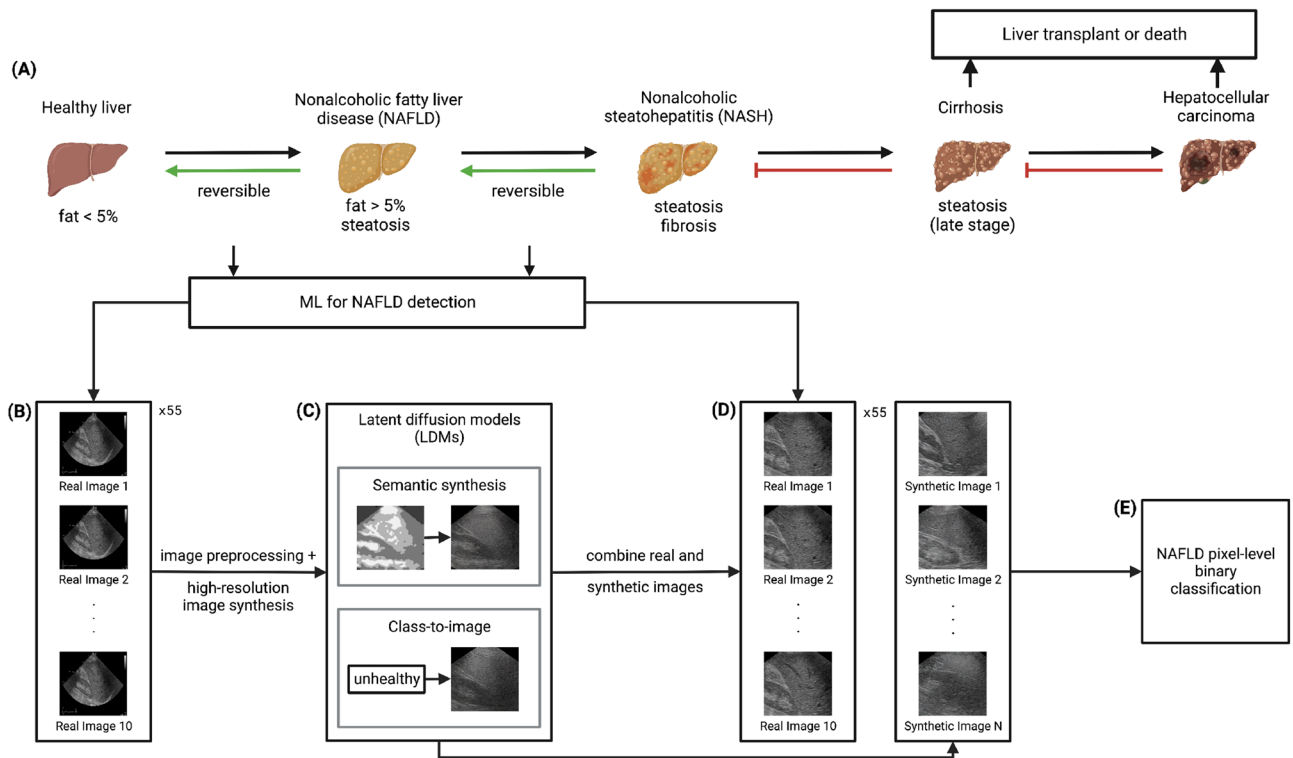 Liver transplant or death
(A)
Healthy liver
Nonalcoholic fatty liver
disease (NAFLD)
Nonalcoholic
steatohepatitis (NASH)
Cirrhosis
Hepatocellular
carcinoma
reversible
reversible
fat < 5%
fat > 5%
steatosis
steatosis
fibrosis
steatosis
(late stage)
ML for NAFLD detection
(B)
x55
Real Image 1
Real Image 2
.
.
.
Real Image 10
image preprocessing +
high-resolution
image synthesis
(C)
Latent diffusion models
(LDMs)
Semantic synthesis
Class-to-image
unhealthy
combine real and
synthetic images
(D)
x55
Real Image 1
Real Image 2
.
.
.
Real Image 10
Synthetic Image 1
Synthetic Image 2
.
.
.
Synthetic Image N
(E)
NAFLD pixel-level
binary
classification